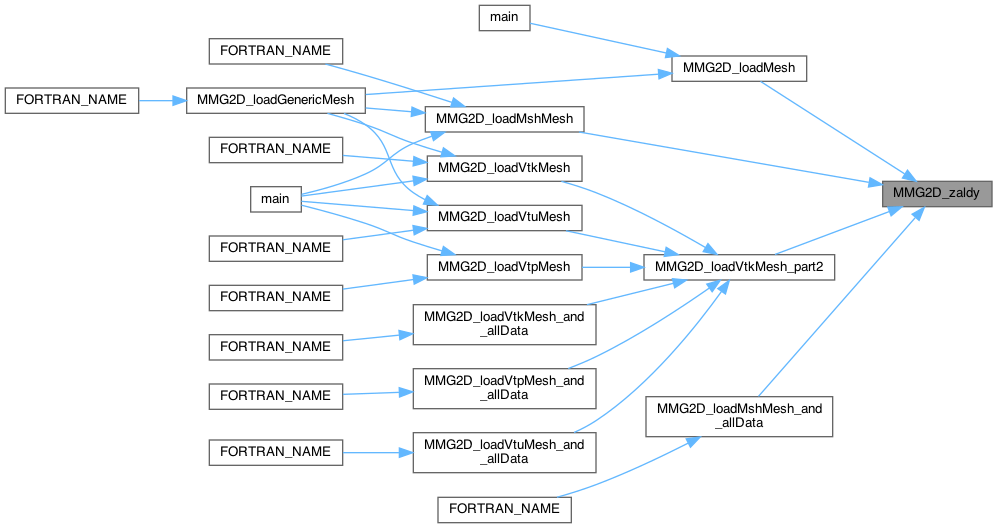 main
FORTRAN_NAME
MMG2D_loadMesh
FORTRAN_NAME
MMG2D_loadGenericMesh
MMG2D_loadMshMesh
FORTRAN_NAME
MMG2D_loadVtkMesh
main
MMG2D_zaldy
MMG2D_loadVtuMesh
FORTRAN_NAME
MMG2D_loadVtpMesh
MMG2D_loadVtkMesh_part2
FORTRAN_NAME
MMG2D_loadVtkMesh_and
_allData
FORTRAN_NAME
MMG2D_loadVtpMesh_and
_allData
FORTRAN_NAME
MMG2D_loadMshMesh_and
_allData
MMG2D_loadVtuMesh_and
_allData
FORTRAN_NAME
FORTRAN_NAME